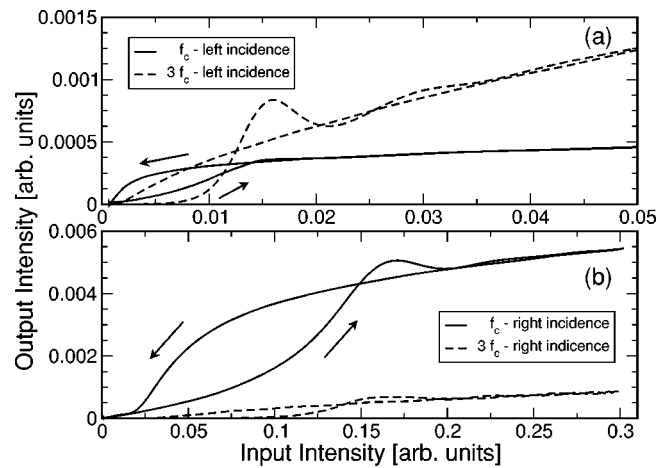 0.0015
(a)
f_c - left incidence
3 f_c - left incidence
0.001
0.0005
0
0 0.01 0.02 0.03 0.04 0.05
Output Intensity [arb. units]
0.006
(b)
0.004
f_c - right incidence
3 f_c - right indicence
0.002
0
0 0.05 0.1 0.15 0.2 0.25 0.3
Input Intensity [arb. units]